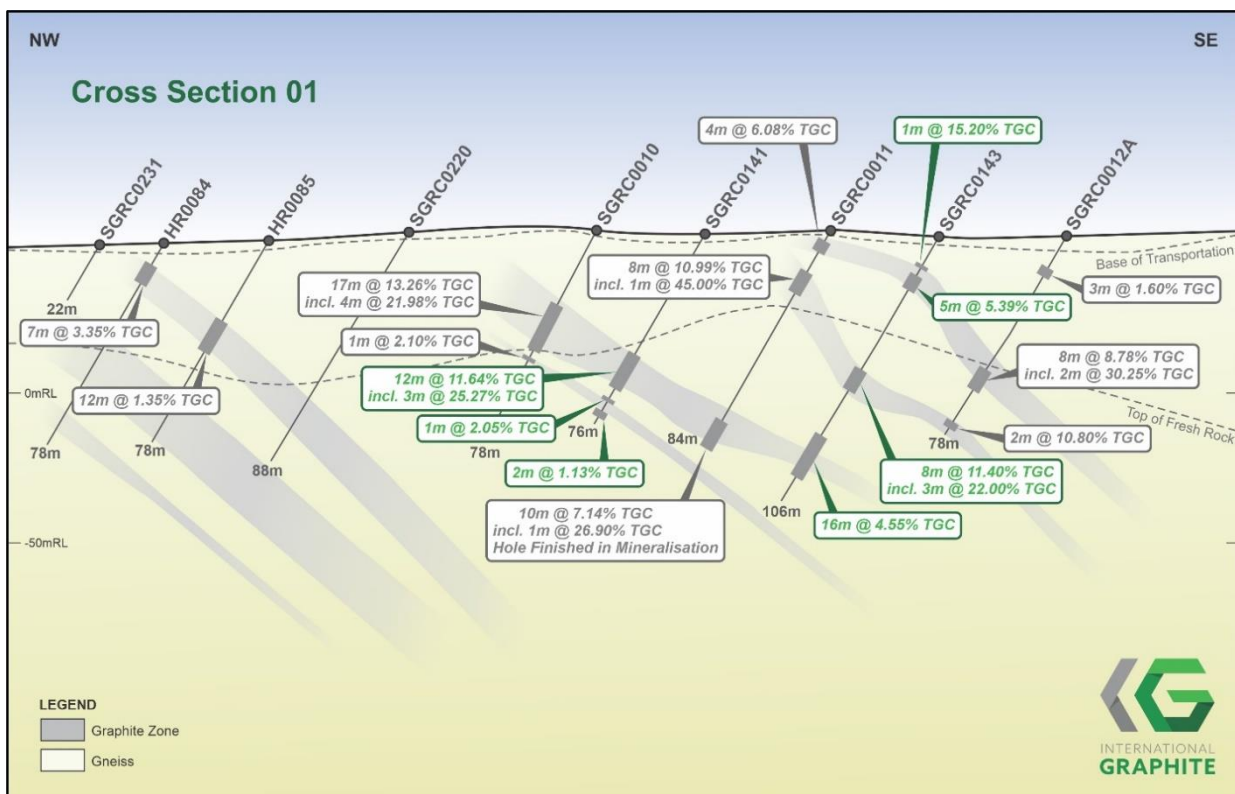 NW
SE
Cross Section 01
4m @ 6.08% TGC
1m @ 15.20% TGC
SGRC0231
HR0084
HR0085
SGRC0220
SGRC0010
SGRC0141
SGRC0011
SGRC0143
SGRC0012A
Base of Transportation
8m @ 10.99% TGC
incl. 1m @ 45.00% TGC
3m @ 1.60% TGC
17m @ 13.26% TGC
incl. 4m @ 21.98% TGC
22m
5m @ 5.39% TGC
7m @ 3.35% TGC
1m @ 2.10% TGC
8m @ 8.78% TGC
incl. 2m @ 30.25% TGC
12m @ 11.64% TGC
incl. 3m @ 25.27% TGC
0mRL
12m @ 1.35% TGC
Top of Fresh Rock
1m @ 2.05% TGC
76m
84m
2m @ 10.80% TGC
78m
78m
78m
78m
88m
2m @ 1.13% TGC
8m @ 11.40% TGC
incl. 3m @ 22.00% TGC
10m @ 7.14% TGC
incl. 1m @ 26.90% TGC
Hole Finished in Mineralisation
106m
16m @ 4.55% TGC
-50mRL
LEGEND
Graphite Zone
Gneiss
INTERNATIONAL
GRAPHITE